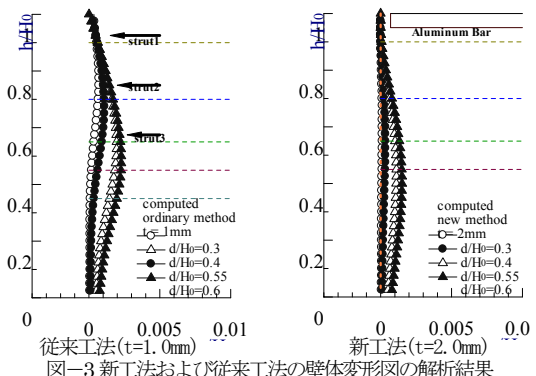 h/H₀
strut1
strut2
strut3
0.8
0.6
0.4
0.2
computed
ordinary method
t=1mm
d/H₀=0.3
d/H₀=0.4
d/H₀=0.55
d/H₀=0.6
0
0
0.005
0.01
従来工法(t=1.0mm)
h/H₀
Aluminum Bar
0.8
0.6
0.4
0.2
computed
new method
t=2mm
d/H₀=0.3
d/H₀=0.4
d/H₀=0.55
d/H₀=0.6
0
0
0.005
0.0
新工法(t=2.0mm)
図-3 新工法および従来工法の壁体変形図の解析結果